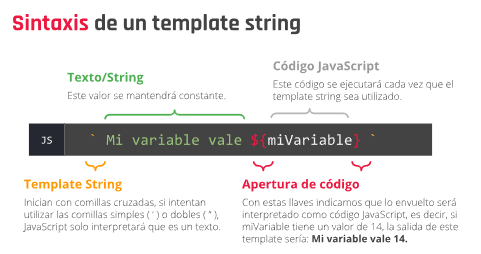 Sintaxis de un template string
Texto/String
Este valor se mantendrá constante.
Código JavaScript
Este código se ejecutará cada vez que el
template string sea utilizado.
JS
` Mi variable vale ${miVariable} `
Template String
Inician con comillas cruzadas, si intentan
utilizar las comillas simples ( ' ) o dobles ( " ),
JavaScript solo interpretará que es un texto.
Apertura de código
Con estas llaves indicamos que lo envuelto será
interpretado como código JavaScript, es decir, si
miVariable tiene un valor de 14, la salida de este
template sería: Mi variable vale 14.